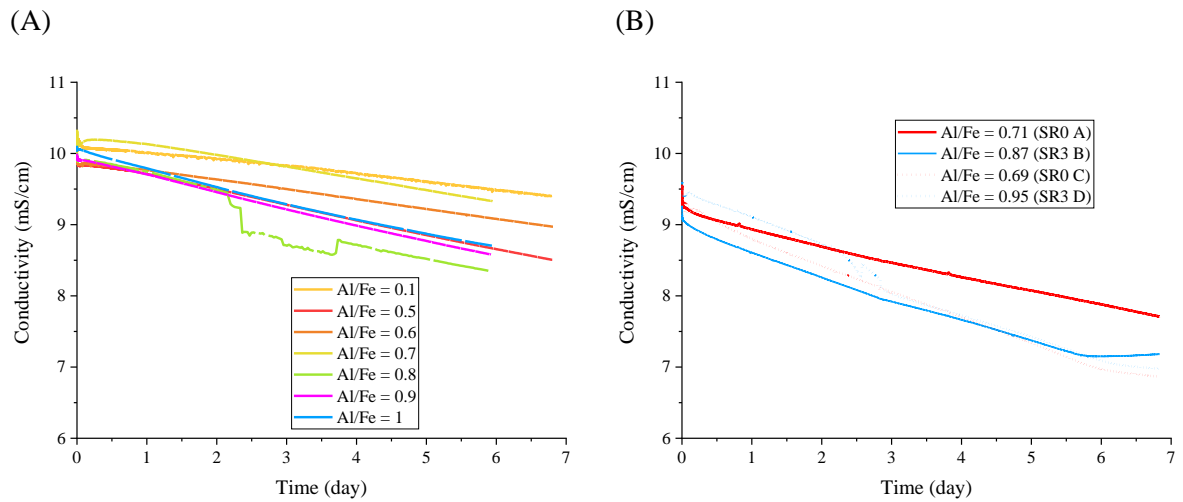 (A)
(B)
11
10
9
8
7
6
0
1
2
3
4
5
6
7
Conductivity (mS/cm)
Time (day)
Al/Fe = 0.1
Al/Fe = 0.5
Al/Fe = 0.6
Al/Fe = 0.7
Al/Fe = 0.8
Al/Fe = 0.9
Al/Fe = 1
11
10
9
8
7
6
0
1
2
3
4
5
6
7
Conductivity (mS/cm)
Time (day)
Al/Fe = 0.71 (SR0 A)
Al/Fe = 0.87 (SR3 B)
Al/Fe = 0.69 (SR0 C)
Al/Fe = 0.95 (SR3 D)